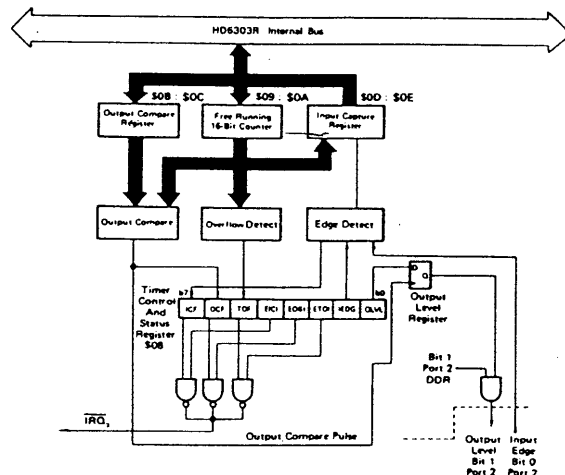 HD6303R Internal Bus
$0B : $0C
$09 : $0A
$0D : $0E
Output Compare
Register
Free Running
16-Bit Counter
Input Capture
Register
Output Compare
Overflow Detect
Edge Detect
Timer
Control
And
Status
Register
$08
b7
b0
ICF
OCF
TOF
EICI
EOCI
ETOI
IEDG
OLVL
D
Q
Output
Level
Register
Bit 1
Port 2
DDR
IRQ₂
Output Compare Pulse
Output
Level
Bit 1
Port 2
Input
Edge
Bit 0
Port 2